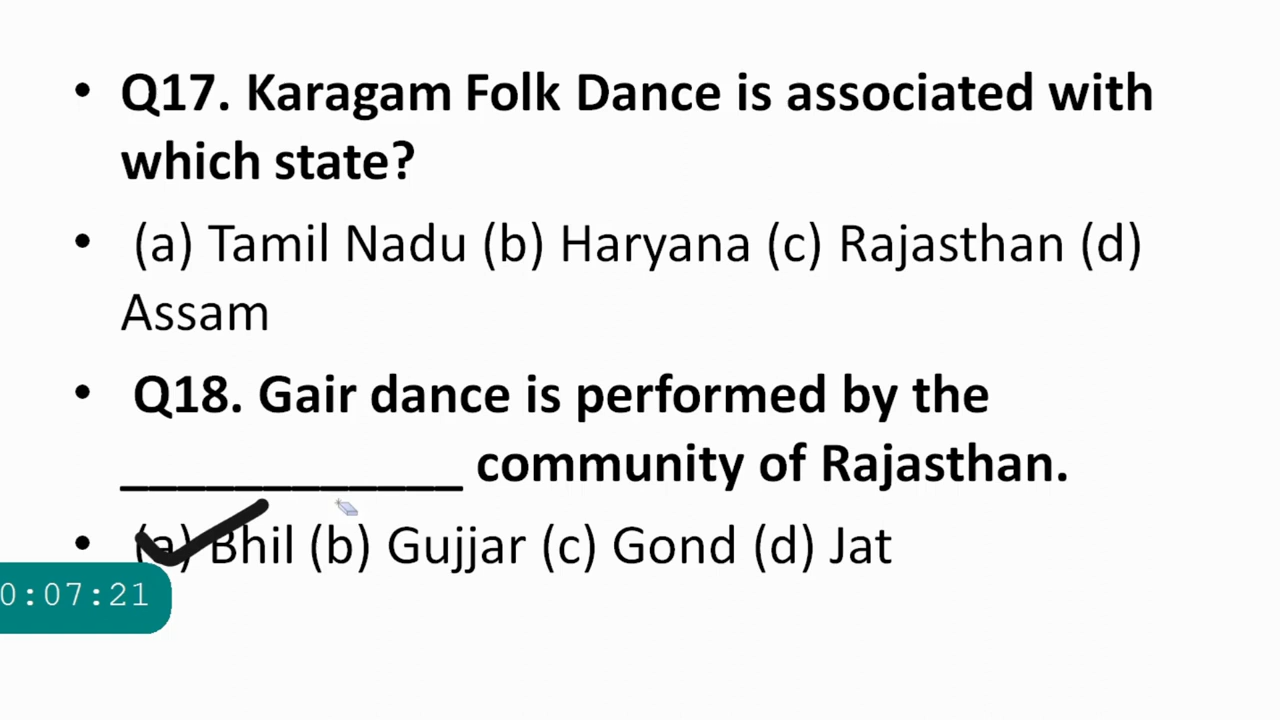 • Q17. Karagam Folk Dance is associated with
which state?
• (a) Tamil Nadu (b) Haryana (c) Rajasthan (d)
Assam
• Q18. Gair dance is performed by the
____________ community of Rajasthan.
• (a) Bhil (b) Gujjar (c) Gond (d) Jat
0:07:21